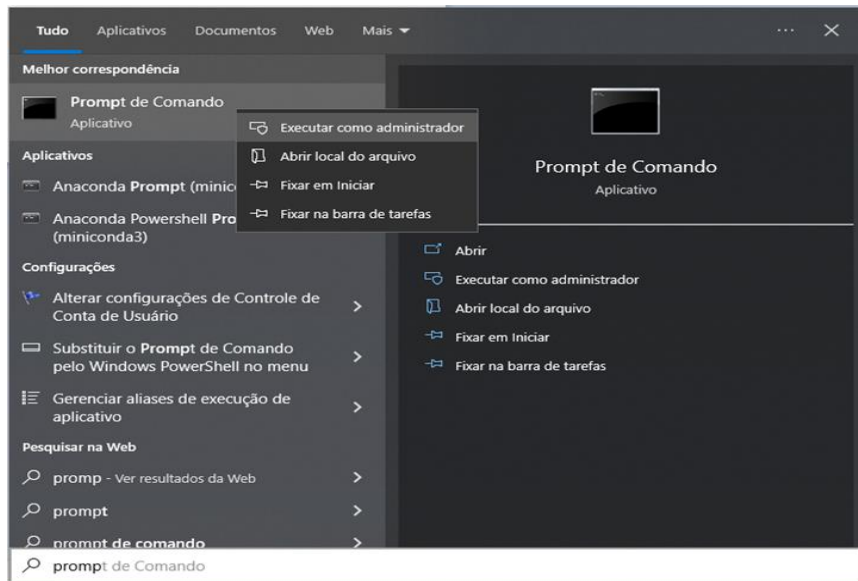 Tudo Aplicativos Documentos Web Mais
Melhor correspondência
Prompt de Comando
Aplicativo
Executar como administrador
Abrir local do arquivo
Fixar em Iniciar
Fixar na barra de tarefas
Aplicativos
Anaconda Prompt (minic
Anaconda Powershell Pro
(miniconda3)
Configurações
Alterar configurações de Controle de
Conta de Usuário
Substituir o Prompt de Comando
pelo Windows PowerShell no menu
Gerenciar aliases de execução de
aplicativo
Pesquisar na Web
promp - Ver resultados da Web
prompt
prompt de comando
prompt de Comando
Prompt de Comando
Aplicativo
Abrir
Executar como administrador
Abrir local do arquivo
Fixar em Iniciar
Fixar na barra de tarefas